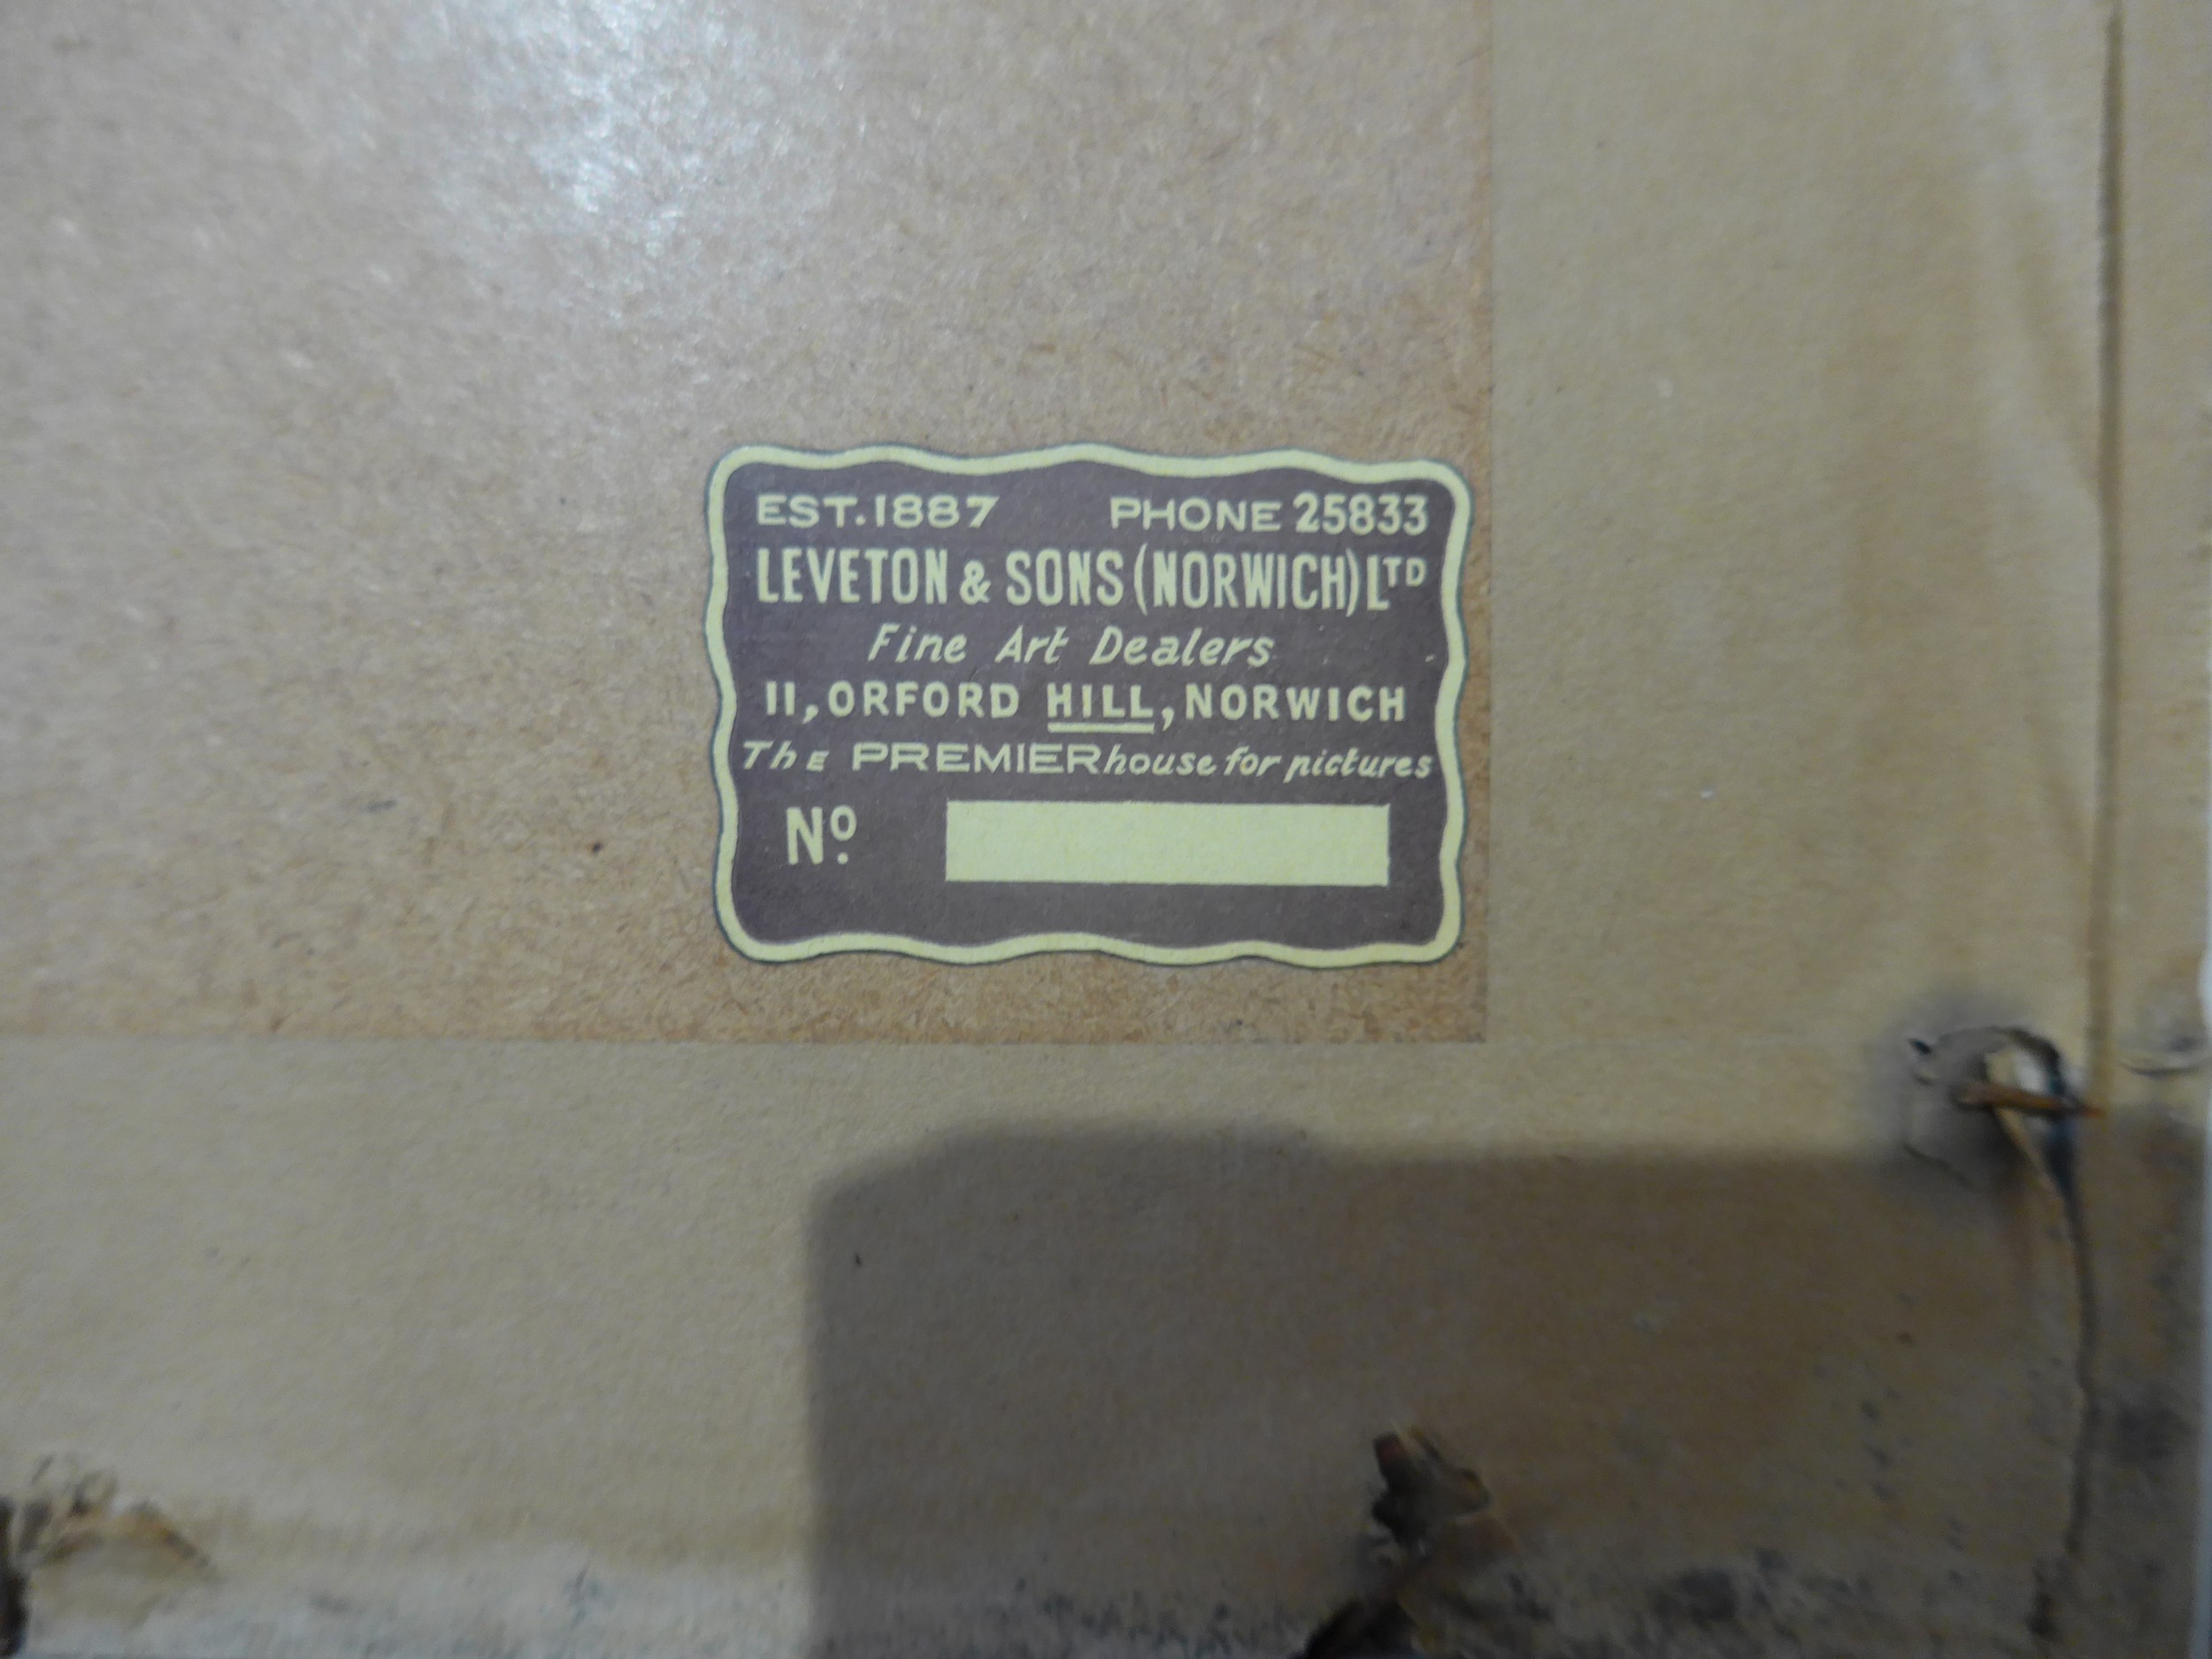 EST. 1887 PHONE 25833
LEVETON & SONS (NORWICH) LTD
Fine Art Dealers
11, ORFORD HILL, NORWICH
The PREMIER house for pictures
No.